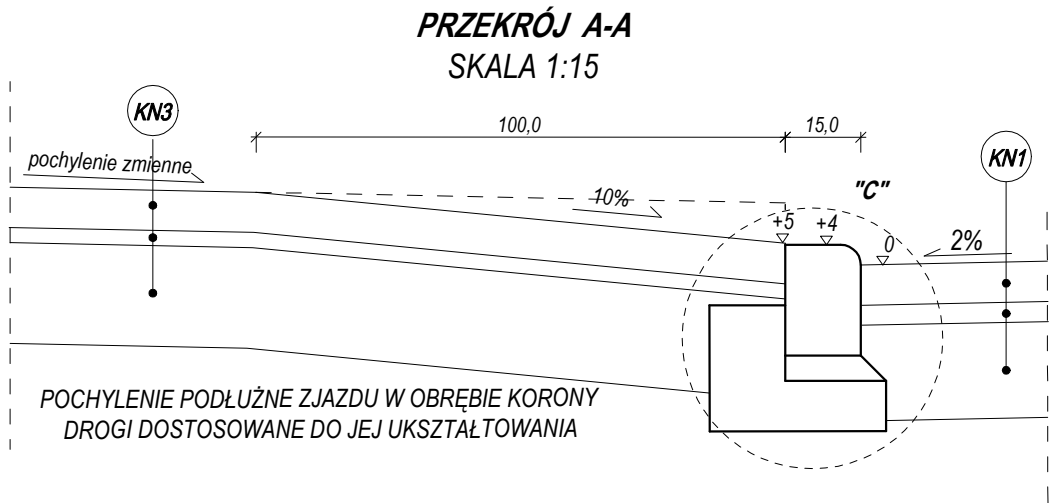 PRZEKRÓJ A-A
SKALA 1:15
KN3
100,0
15,0
KN1
pochylenie zmienne
10%
"C"
+5
+4
0
2%
POCHYLENIE PODŁUŻNE ZJAZDU W OBRĘBIE KORONY
DROGI DOSTOSOWANE DO JEJ UKSZTAŁTOWANIA